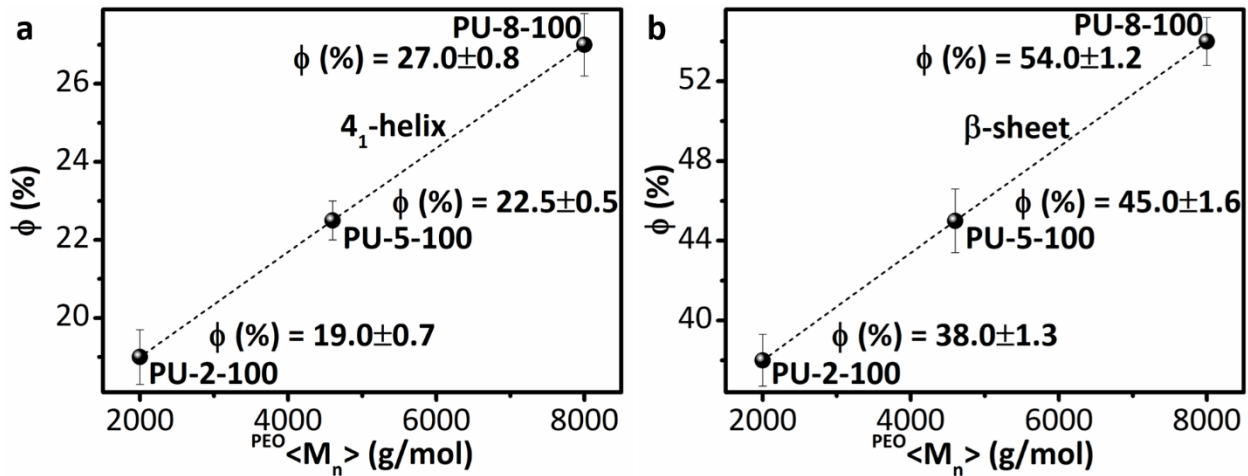 a
PU-8-100
ϕ (%) = 27.0±0.8
4₁-helix
ϕ (%) = 22.5±0.5
PU-5-100
ϕ (%) = 19.0±0.7
PU-2-100
26
24
22
20
ϕ (%)
2000 4000 6000 8000
PEO<Mₙ> (g/mol)
b
PU-8-100
ϕ (%) = 54.0±1.2
β-sheet
ϕ (%) = 45.0±1.6
PU-5-100
ϕ (%) = 38.0±1.3
PU-2-100
52
48
44
40
ϕ (%)
2000 4000 6000 8000
PEO<Mₙ> (g/mol)